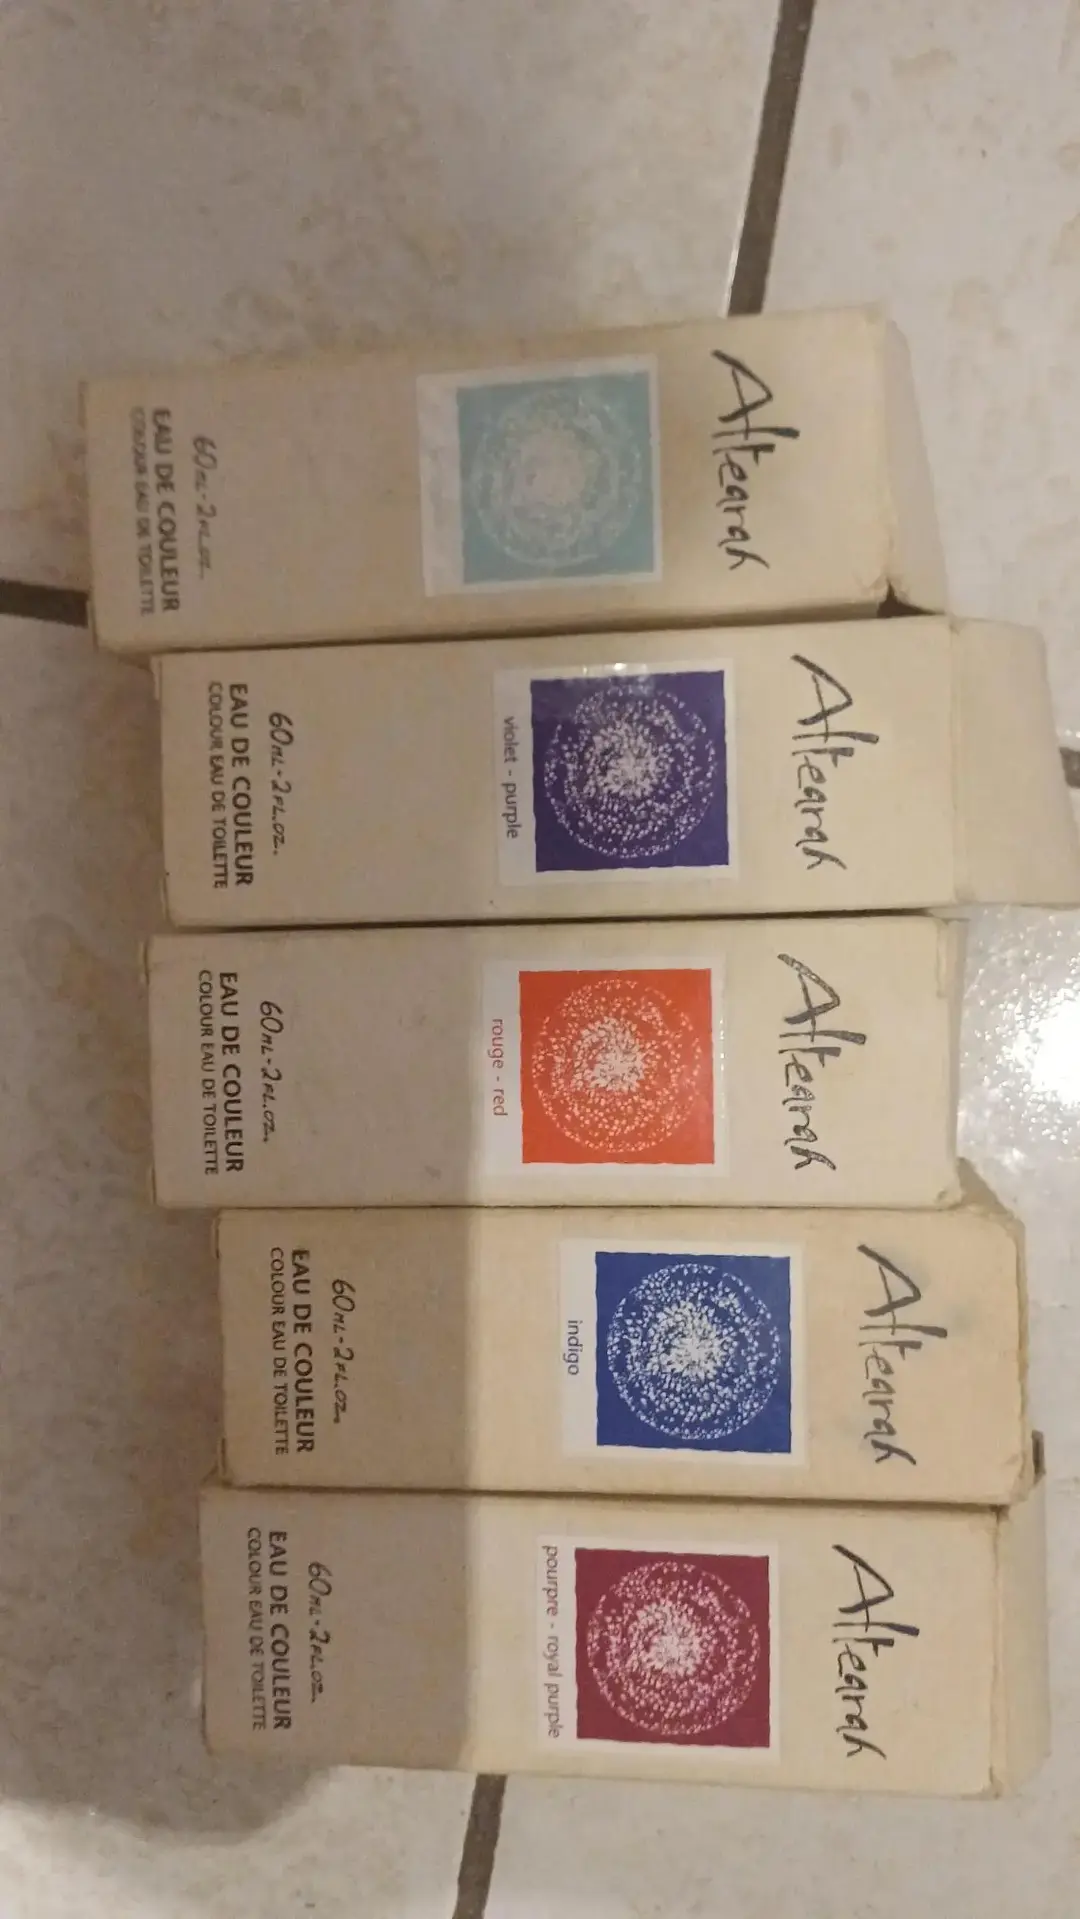 Altearah
60ML-2FL.OZ.
EAU DE COULEUR
COLOUR EAU DE TOILETTE
Altearah
violet - purple
60ML-2FL.OZ.
EAU DE COULEUR
COLOUR EAU DE TOILETTE
Altearah
rouge - red
60ML-2FL.OZ.
EAU DE COULEUR
COLOUR EAU DE TOILETTE
Altearah
indigo
60ML-2FL.OZ.
EAU DE COULEUR
COLOUR EAU DE TOILETTE
Altearah
pourpre - royal purple
60ML-2FL.OZ.
EAU DE COULEUR
COLOUR EAU DE TOILETTE